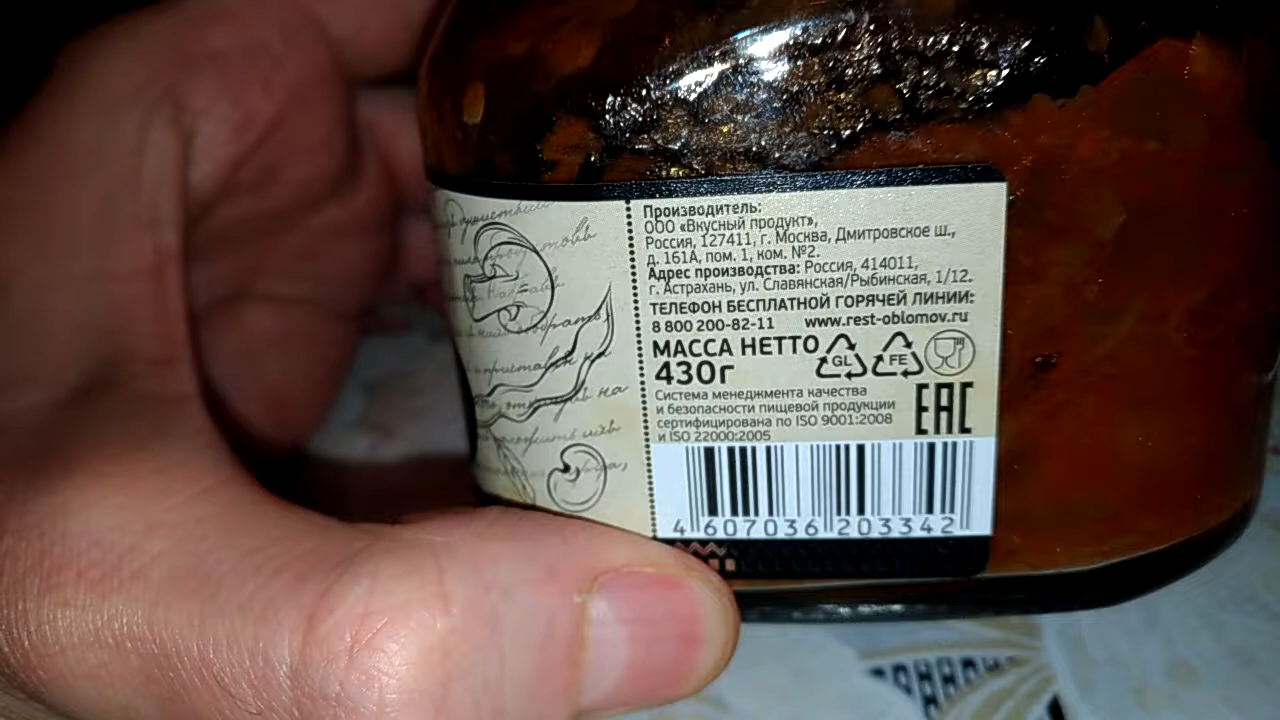 Производитель:
ООО «Вкусный продукт»,
Россия, 127411, г. Москва, Дмитровское ш.,
д. 161А, пом. 1, ком. №2.
Адрес производства: Россия, 414011,
г. Астрахань, ул. Славянская/Рыбинская, 1/12.
ТЕЛЕФОН БЕСПЛАТНОЙ ГОРЯЧЕЙ ЛИНИИ:
8 800 200-82-11 www.rest-oblomov.ru
МАССА НЕТТО
430г
GL FE
Система менеджмента качества
и безопасности пищевой продукции
сертифицирована по ISO 9001:2008
и ISO 22000:2005
EAC
4 607036 203342